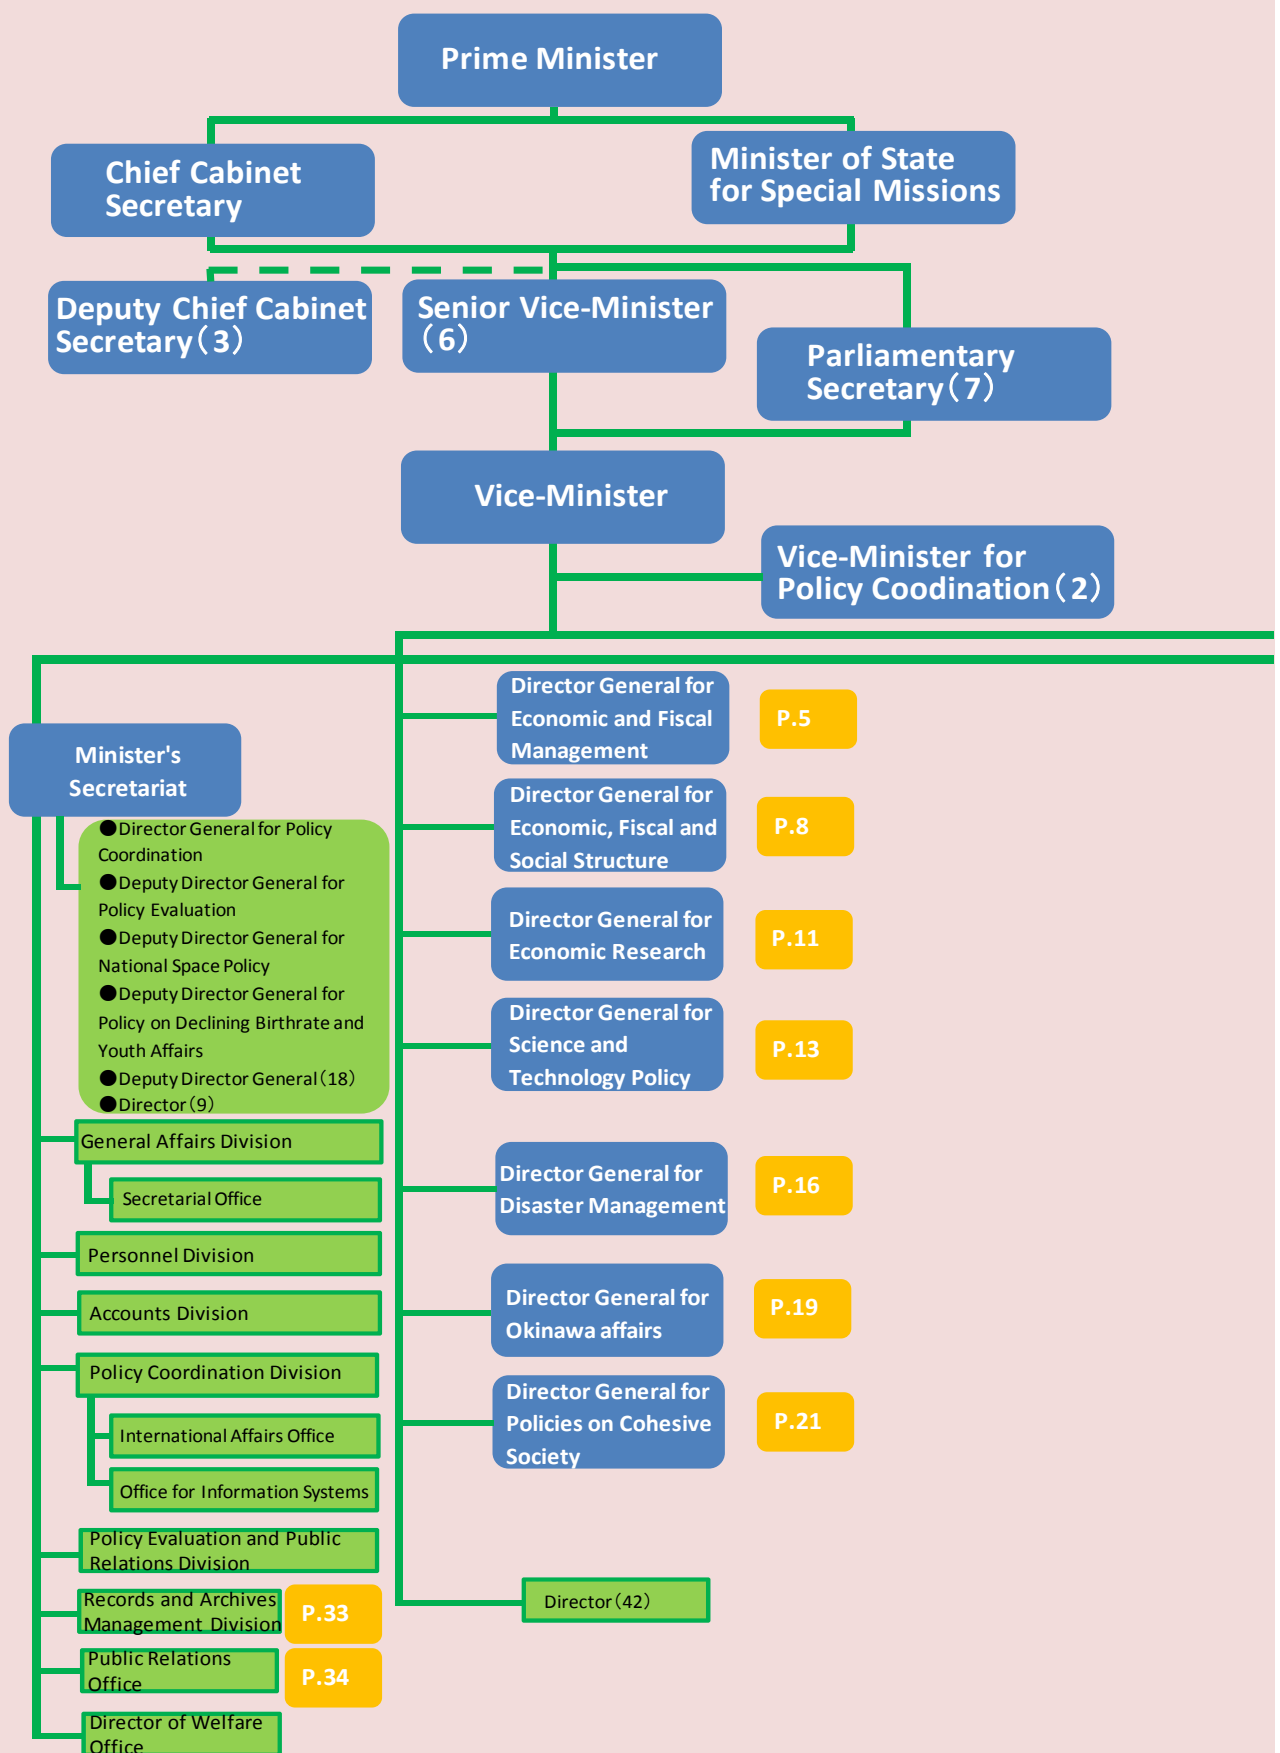 Prime Minister
Chief Cabinet
Secretary
Minister of State
for Special Missions
Deputy Chief Cabinet
Secretary（3）
Senior Vice-Minister
（6）
Parliamentary
Secretary（7）
Vice-Minister
Vice-Minister for
Policy Coodination（2）
Minister's
Secretariat
●Director General for Policy
Coordination
●Deputy Director General for
Policy Evaluation
●Deputy Director General for
National Space Policy
●Deputy Director General for
Policy on Declining Birthrate and
Youth Affairs
●Deputy Director General（18）
●Director（9）
General Affairs Division
Secretarial Office
Personnel Division
Accounts Division
Policy Coordination Division
International Affairs Office
Office for Information Systems
Policy Evaluation and Public
Relations Division
Records and Archives
Management Division
P.33
Public Relations
Office
P.34
Director of Welfare
Office
Director General for
Economic and Fiscal
Management
P.5
Director General for
Economic, Fiscal and
Social Structure
P.8
Director General for
Economic Research
P.11
Director General for
Science and
Technology Policy
P.13
Director General for
Disaster Management
P.16
Director General for
Okinawa affairs
P.19
Director General for
Policies on Cohesive
Society
P.21
Director（42）